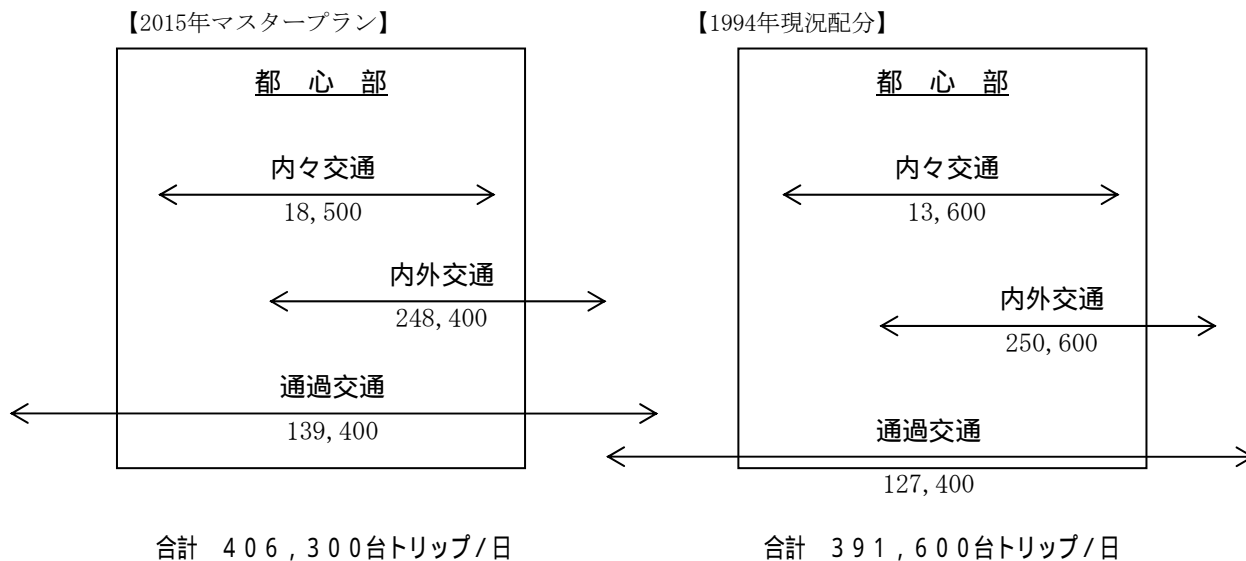 【2015年マスタープラン】
都 心 部
内々交通
18,500
内外交通
248,400
通過交通
139,400
合計 406,300台トリップ/日
【1994年現況配分】
都 心 部
内々交通
13,600
内外交通
250,600
通過交通
127,400
合計 391,600台トリップ/日